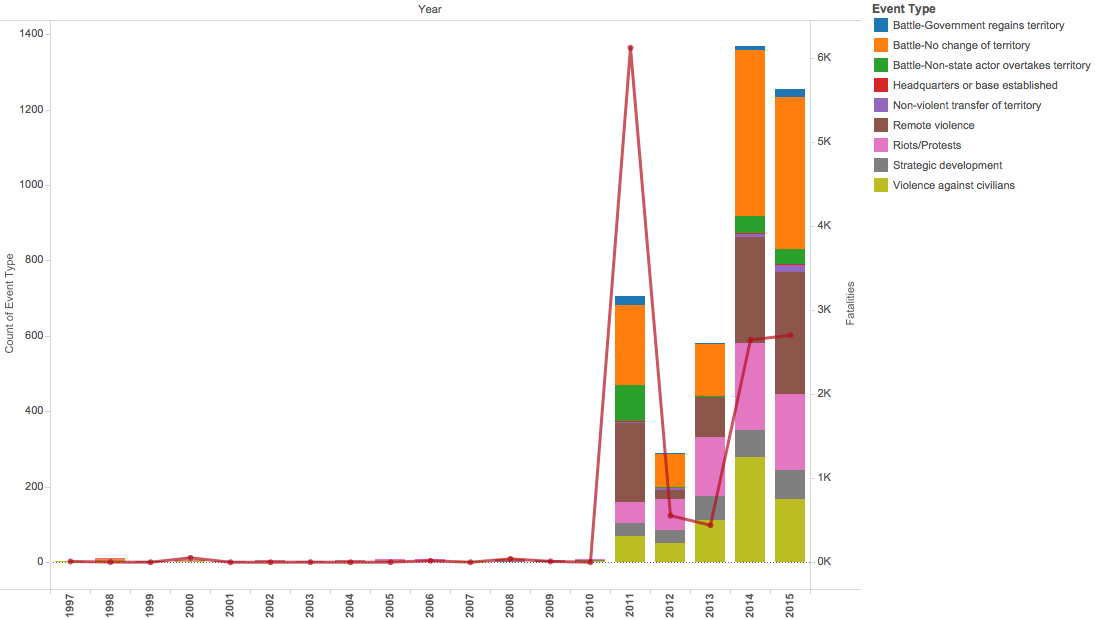 Year
Event Type
Battle-Government regains territory
Battle-No change of territory
Battle-Non-state actor overtakes territory
Headquarters or base established
Non-violent transfer of territory
Remote violence
Riots/Protests
Strategic development
Violence against civilians
Count of Event Type
1400
1200
1000
800
600
400
200
0
6K
5K
4K
3K
2K
1K
0K
Fatalities
1997
1998
1999
2000
2001
2002
2003
2004
2005
2006
2007
2008
2009
2010
2011
2012
2013
2014
2015